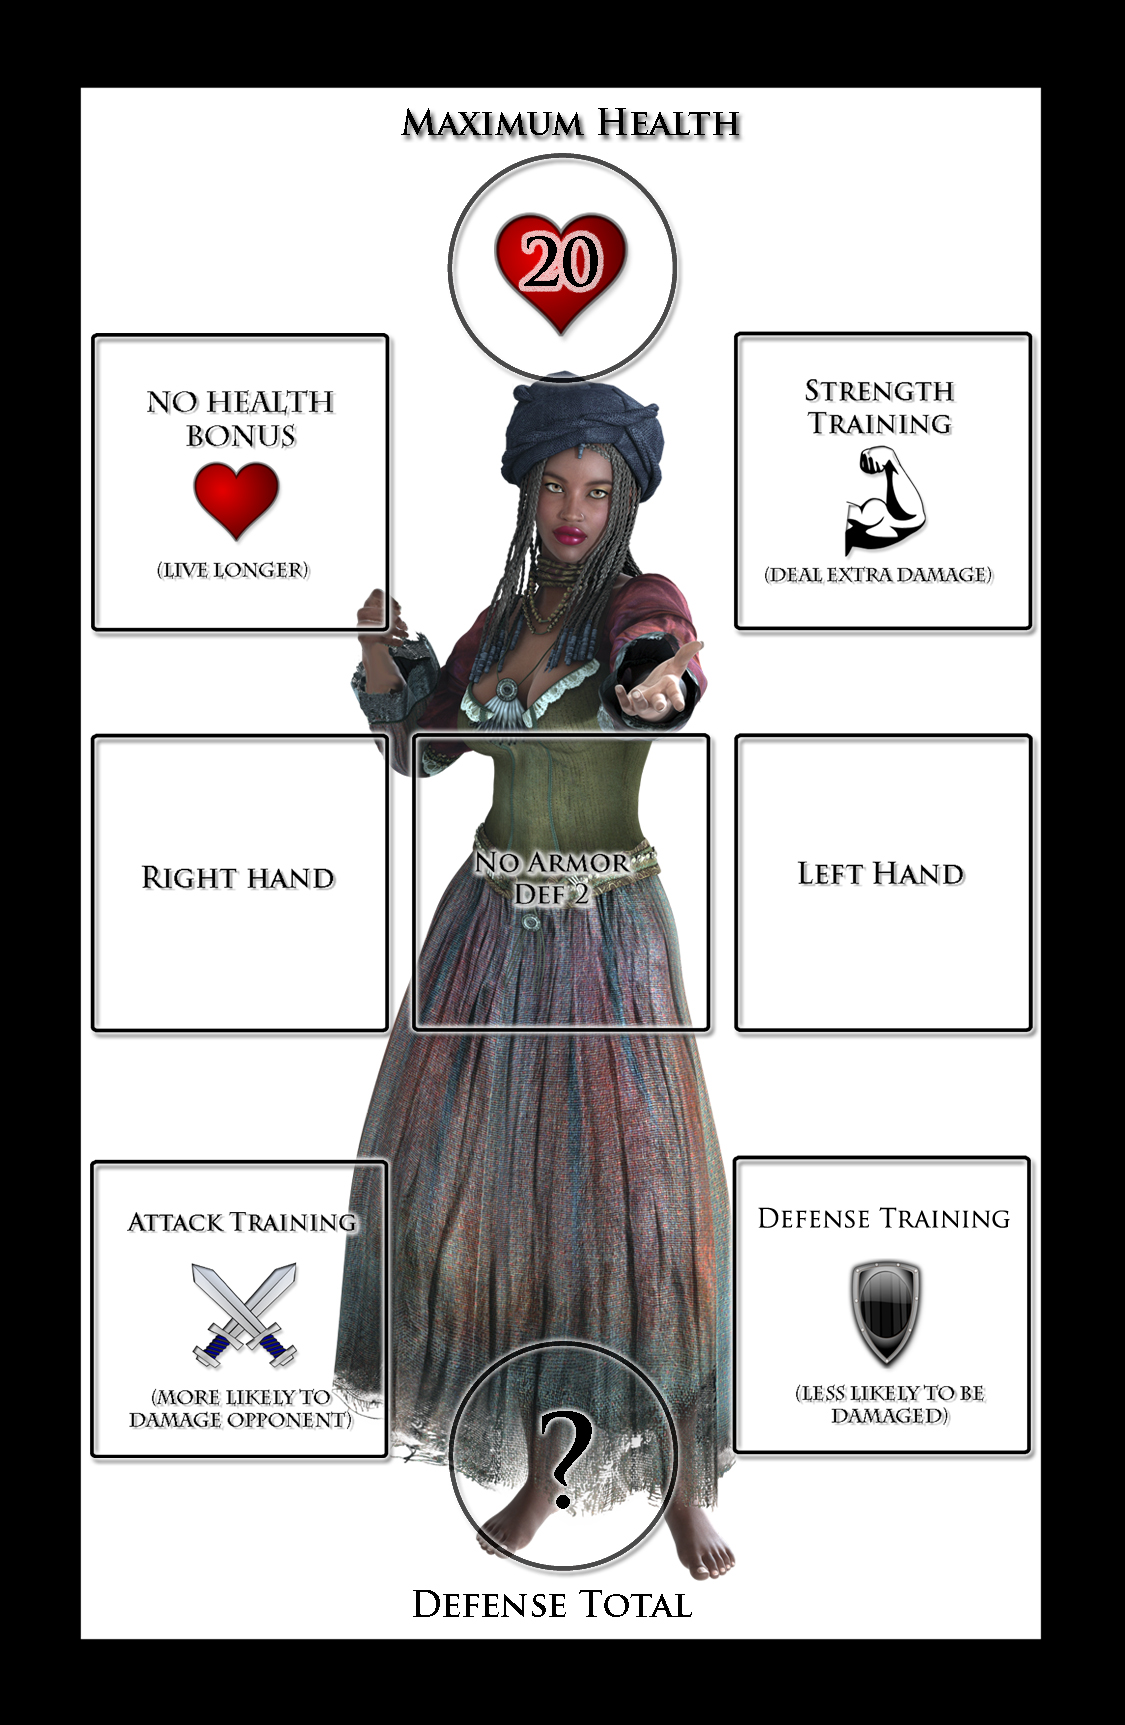 Maximum Health
20
No Health
Bonus
(Live Longer)
Strength
Training
(Deal Extra Damage)
Right hand
No Armor
Def 2
Left Hand
Attack Training
(More likely to
damage opponent)
Defense Training
(Less likely to be
damaged)
?
Defense Total